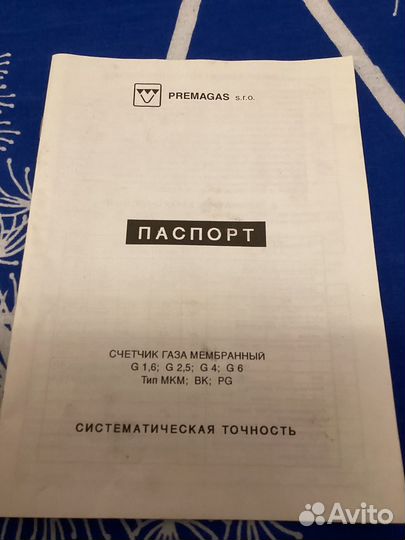 PREMAGAS s.r.o.
ПАСПОРТ
СЧЕТЧИК ГАЗА МЕМБРАННЫЙ
G 1,6; G 2,5; G 4; G 6
Тип МКМ; ВК; PG
СИСТЕМАТИЧЕСКАЯ ТОЧНОСТЬ
Avito